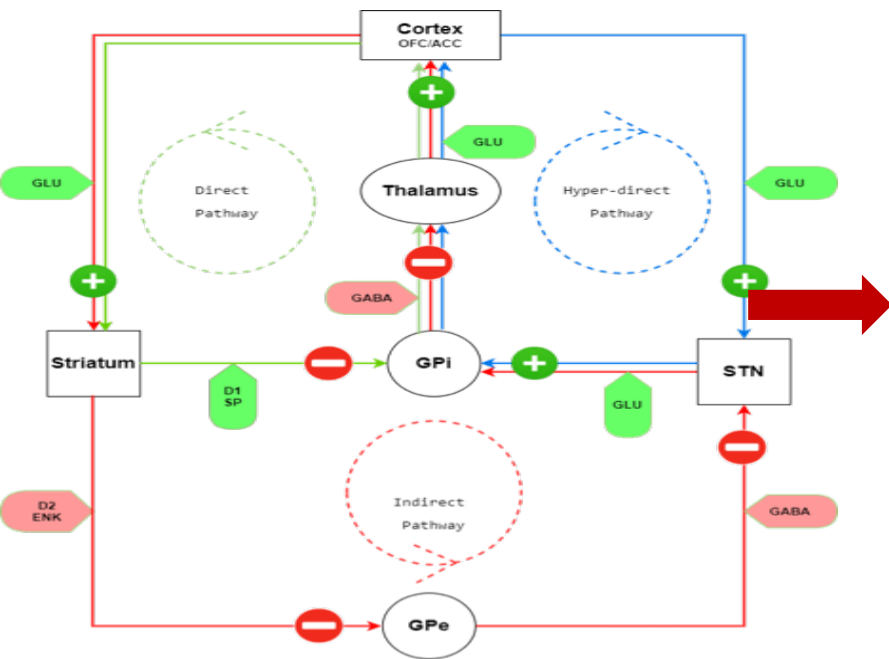 Cortex
OFC/ACC
GLU
Direct
Pathway
Thalamus
Hyper-direct
Pathway
GLU
GLU
GABA
Striatum
GPi
STN
D1
SP
GLU
D2
ENK
Indirect
Pathway
GABA
GPe